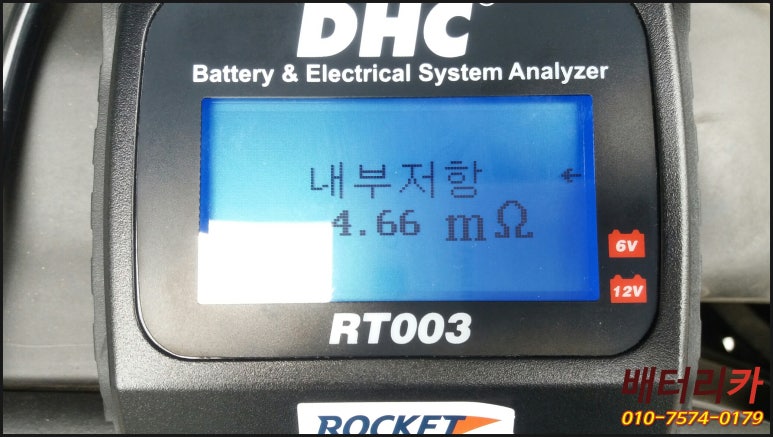 DHC
Battery & Electrical System Analyzer
내부저항 ←
4.66 mΩ
6V
12V
RT003
ROCKET
배터리카
010-7574-0179